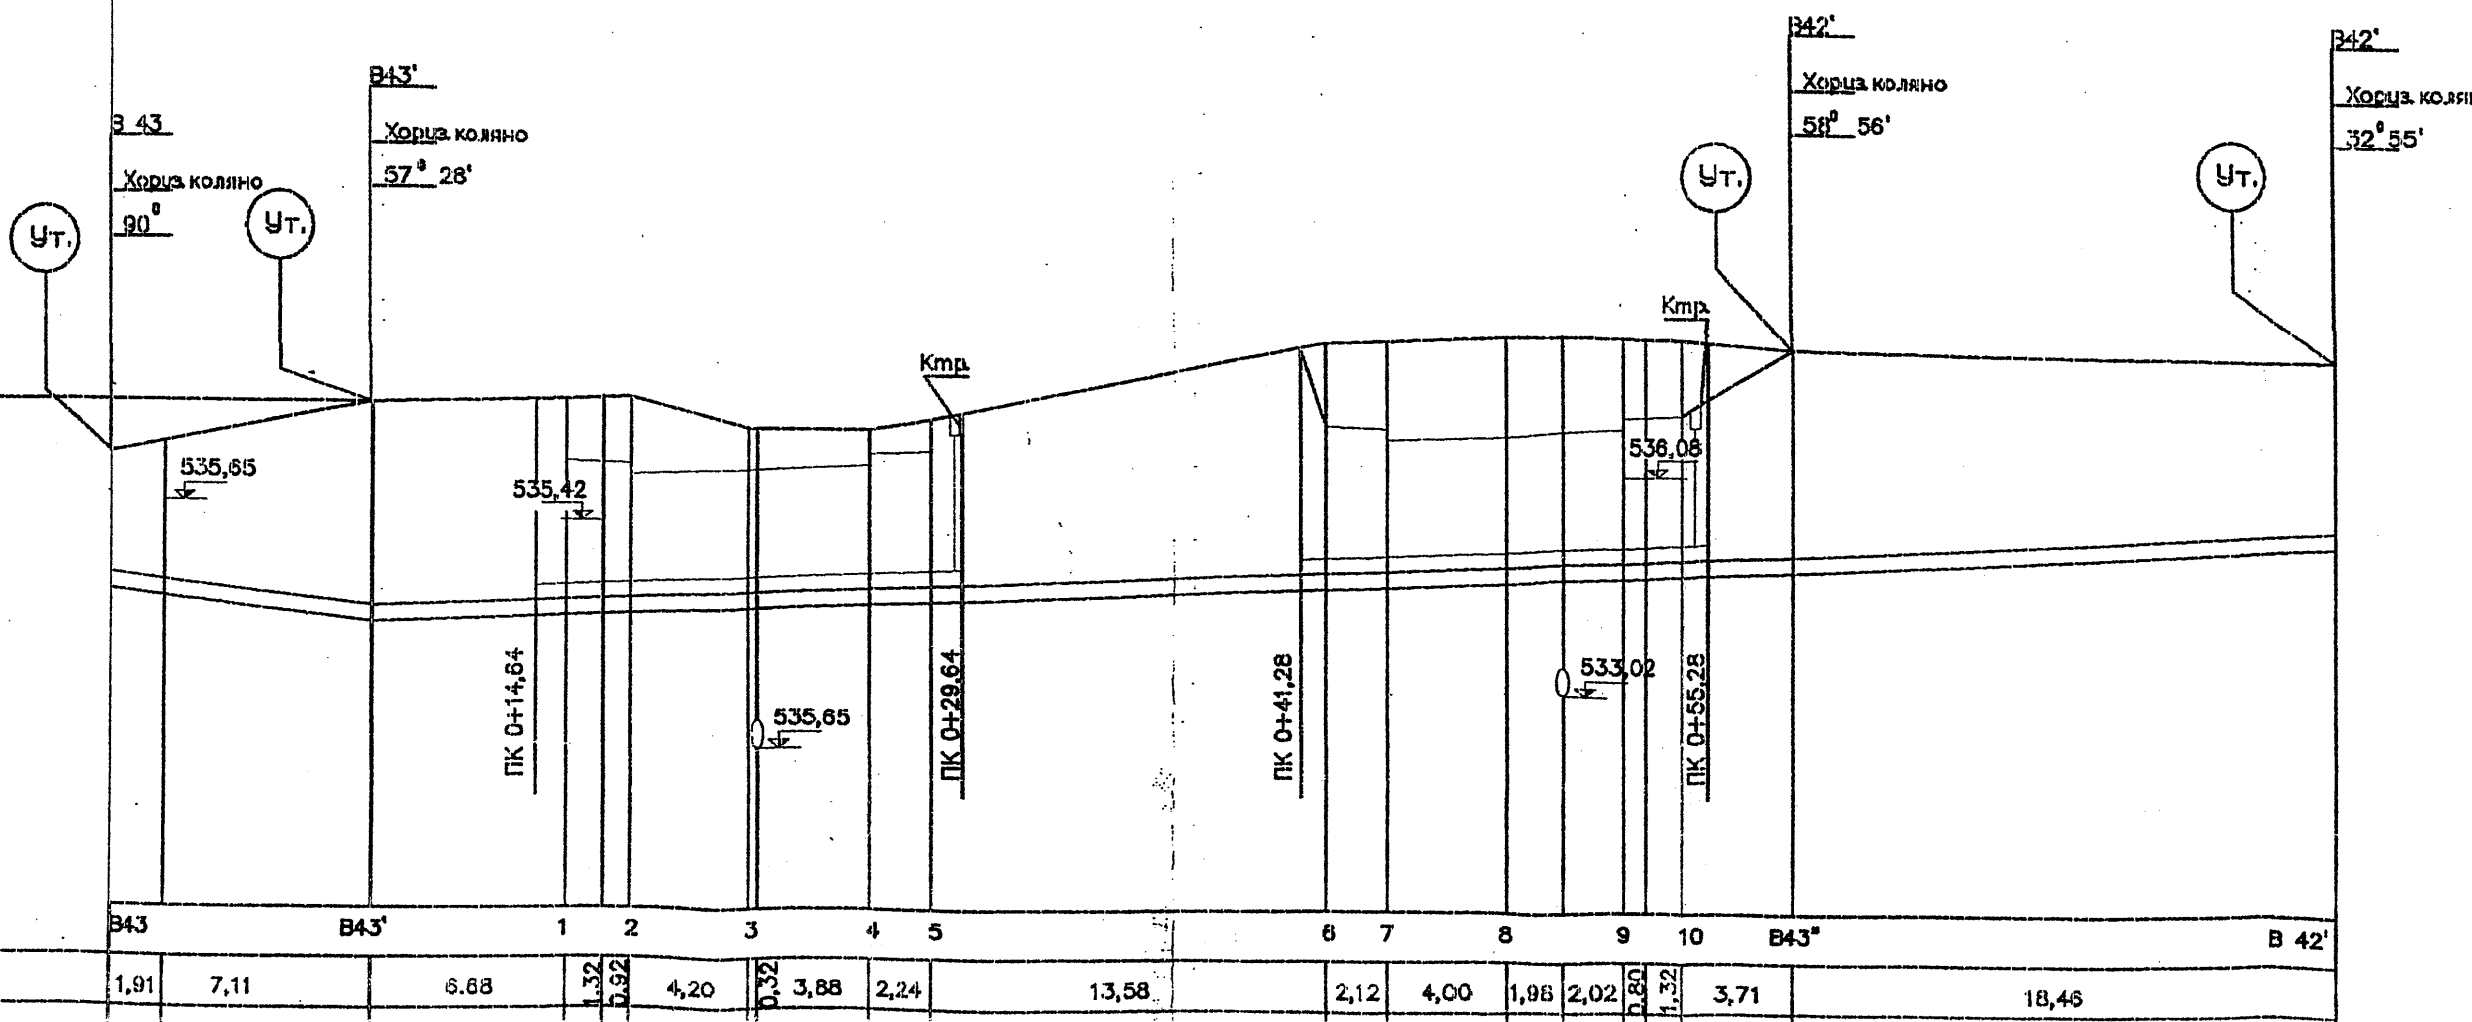 В 43
Хориз коляно
90°
Ут.
В43'
Хориз коляно
57° 28'
Ут.
В42'
Хориз коляно
58° 56'
Ут.
В42'
Хориз коля
32° 55'
Ут.
Ктр.
Ктр.
535,65
535,42
536,08
535,65
533,02
ПК 0+14,64
ПК 0+29,64
ПК 0+41,28
ПК 0+55,28
В43 В43' 1 2 3 4 5 6 7 8 9 10 В43" В 42'
1,91 7,11 6.68 1,32 0,92 4,20 0,32 3,88 2,24 13,58 2,12 4,00 1,98 2,02 0,80 1,32 3,71 18,46